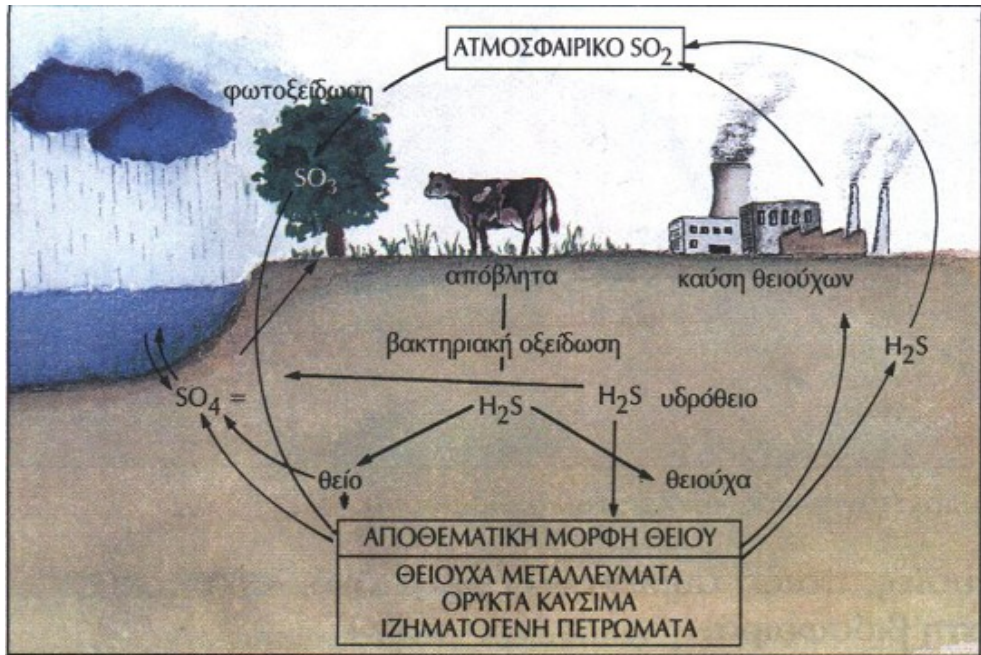 ΑΤΜΟΣΦΑΙΡΙΚΟ SO2
φωτοξείδωση
SO3
απόβλητα
καύση θειούχων
βακτηριακή οξείδωση
H2S
SO4 =
H2S
H2S υδρόθειο
θείο
θειούχα
ΑΠΟΘΕΜΑΤΙΚΗ ΜΟΡΦΗ ΘΕΙΟΥ
ΘΕΙΟΥΧΑ ΜΕΤΑΛΛΕΥΜΑΤΑ
ΟΡΥΚΤΑ ΚΑΥΣΙΜΑ
ΙΖΗΜΑΤΟΓΕΝΗ ΠΕΤΡΩΜΑΤΑ